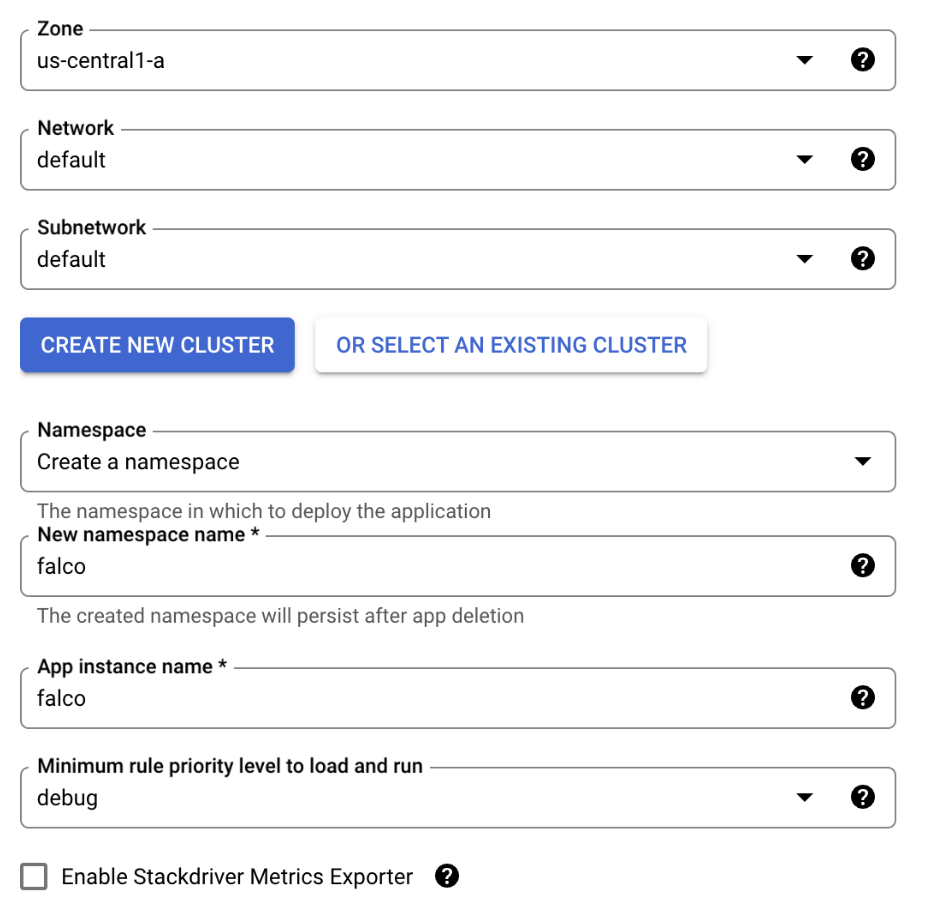 Zone
us-central1-a
Network
default
Subnetwork
default
CREATE NEW CLUSTER
OR SELECT AN EXISTING CLUSTER
Namespace
Create a namespace
The namespace in which to deploy the application
New namespace name *
falco
The created namespace will persist after app deletion
App instance name *
falco
Minimum rule priority level to load and run
debug
Enable Stackdriver Metrics Exporter